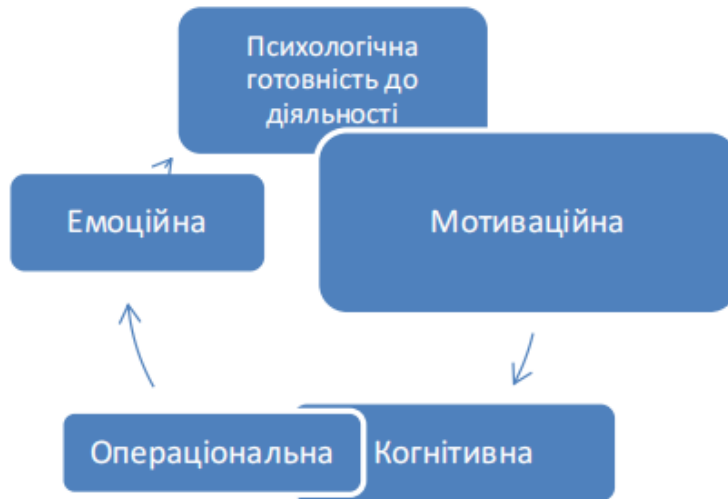 Психологічна
готовність до
діяльності
Мотиваційна
Емоційна
Операціональна
Когнітивна